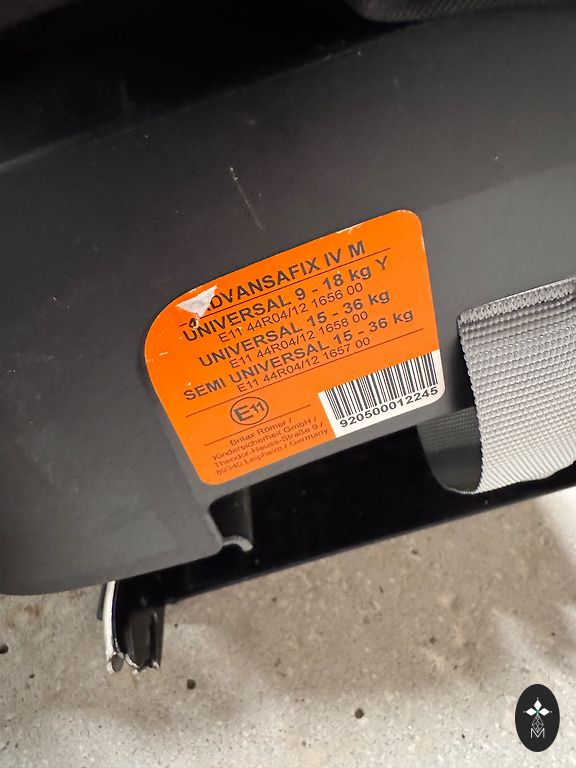 ADVANSAFIX IV M
UNIVERSAL 9 - 18 kg Y
E11 44R04/12 1656 00
UNIVERSAL 15 - 36 kg
E11 44R04/12 1658 00
SEMI UNIVERSAL 15 - 36 kg
E11 44R04/12 1657 00
E11
920500012245
Britax Römer /
Kindersicherheit GmbH /
Theodor-Heuss-Straße 9 /
89340 Leipheim / Germany
M